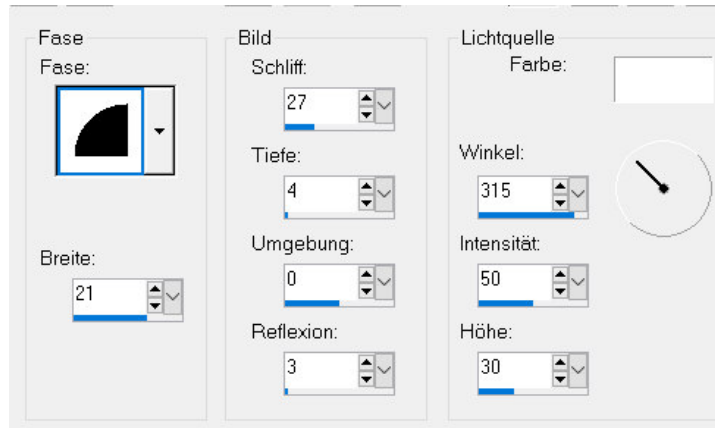 Fase
Fase:
Breite:
21
Bild
Schliff:
27
Tiefe:
4
Umgebung:
0
Reflexion:
3
Lichtquelle
Farbe:
Winkel:
315
Intensität:
50
Höhe:
30